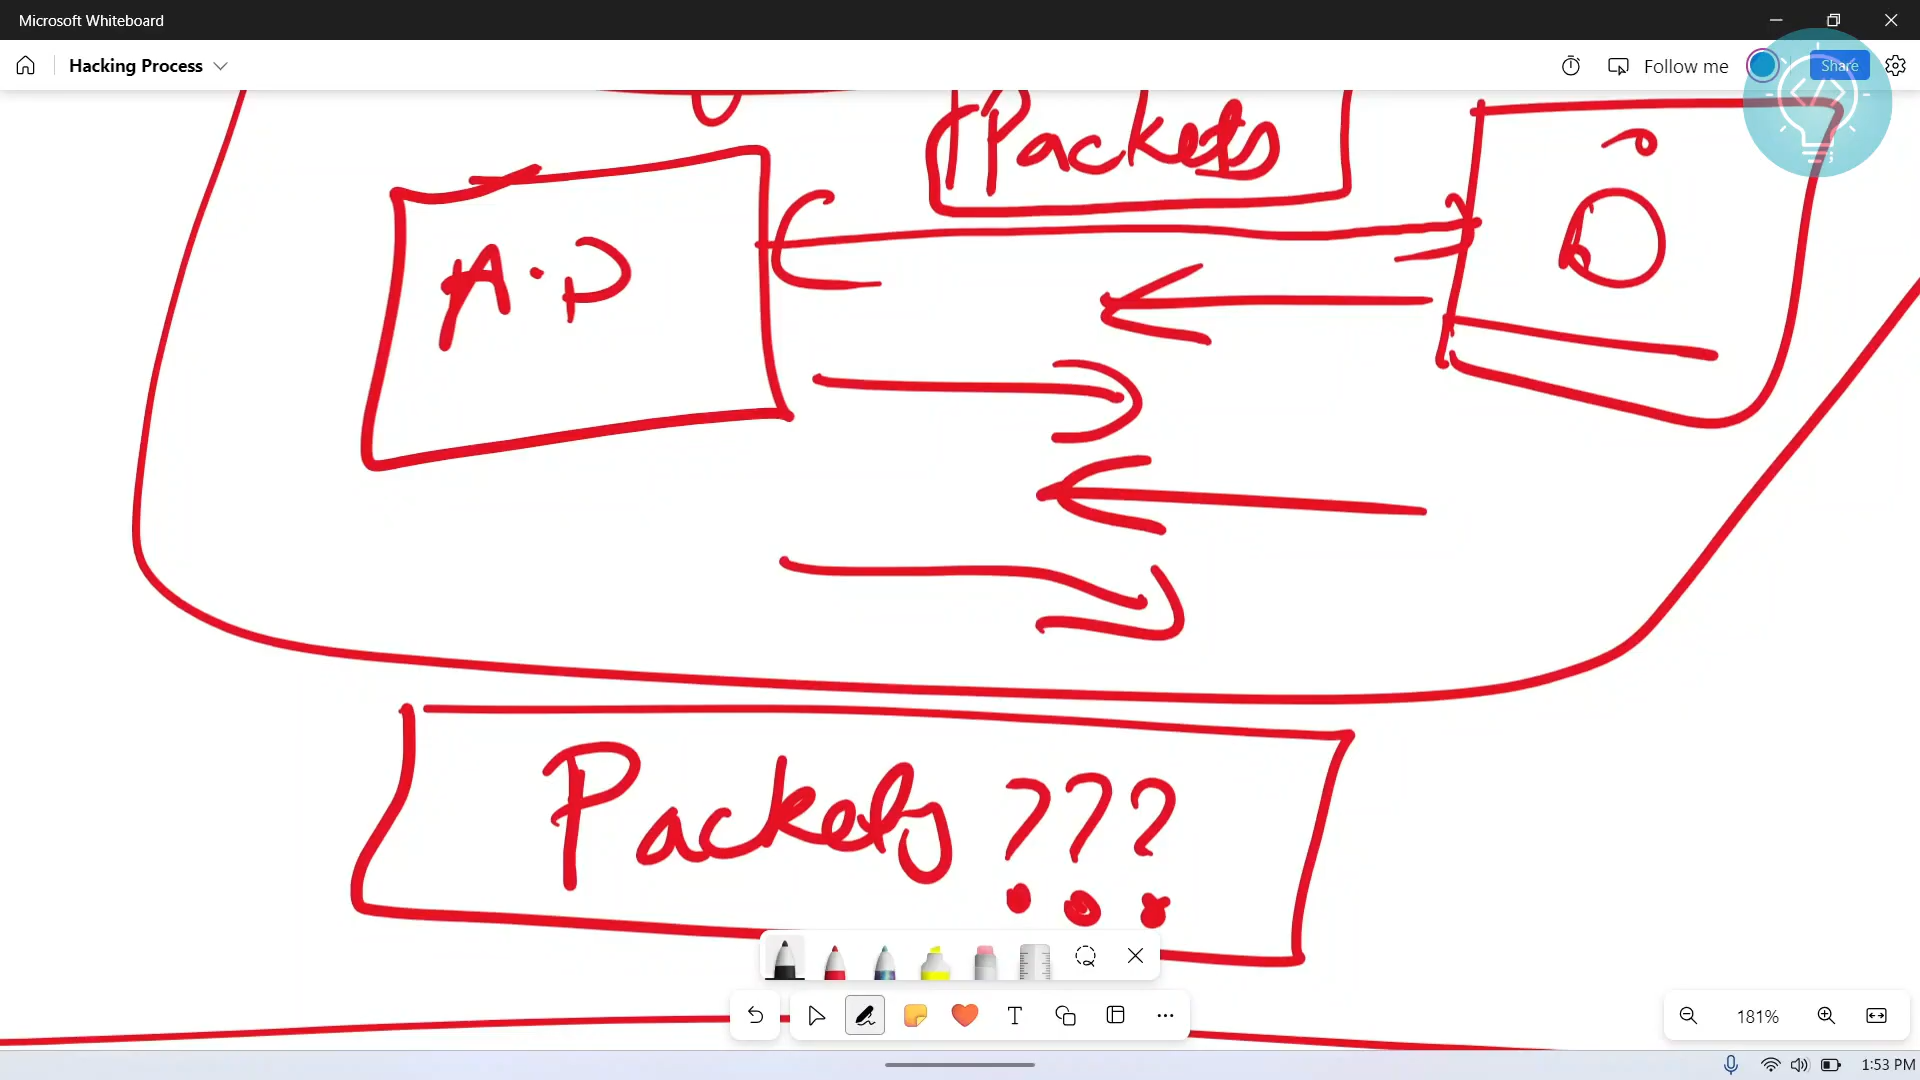 Microsoft Whiteboard
Hacking Process
Follow me
Share
Packets
A.P
Packets ???
181%
1:53 PM